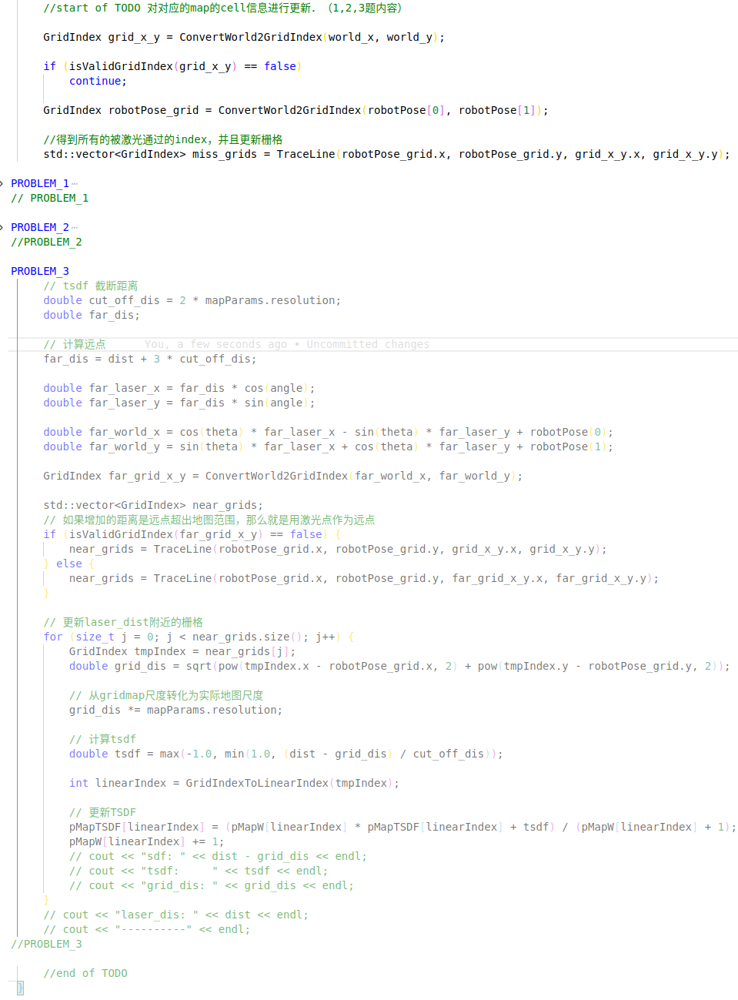 //start of TODO 对对应的map的cell信息进行更新. （1,2,3题内容）
GridIndex grid_x_y = ConvertWorld2GridIndex(world_x, world_y);
if (isValidGridIndex(grid_x_y) == false)
continue;
GridIndex robotPose_grid = ConvertWorld2GridIndex(robotPose[0], robotPose[1]);
//得到所有的被激光通过的index，并且更新栅格
std::vector<GridIndex> miss_grids = TraceLine(robotPose_grid.x, robotPose_grid.y, grid_x_y.x, grid_x_y.y);
PROBLEM_1 ⋯
// PROBLEM_1
PROBLEM_2 ⋯
//PROBLEM_2
PROBLEM_3
// tsdf 截断距离
double cut_off_dis = 2 * mapParams.resolution;
double far_dis;
// 计算远点 You, a few seconds ago • Uncommitted changes
far_dis = dist + 3 * cut_off_dis;
double far_laser_x = far_dis * cos(angle);
double far_laser_y = far_dis * sin(angle);
double far_world_x = cos(theta) * far_laser_x - sin(theta) * far_laser_y + robotPose(0);
double far_world_y = sin(theta) * far_laser_x + cos(theta) * far_laser_y + robotPose(1);
GridIndex far_grid_x_y = ConvertWorld2GridIndex(far_world_x, far_world_y);
std::vector<GridIndex> near_grids;
// 如果增加的距离是远点超出地图范围，那么就是用激光点作为远点
if (isValidGridIndex(far_grid_x_y) == false) {
near_grids = TraceLine(robotPose_grid.x, robotPose_grid.y, grid_x_y.x, grid_x_y.y);
} else {
near_grids = TraceLine(robotPose_grid.x, robotPose_grid.y, far_grid_x_y.x, far_grid_x_y.y);
}
// 更新laser_dist附近的栅格
for (size_t j = 0; j < near_grids.size(); j++) {
GridIndex tmpIndex = near_grids[j];
double grid_dis = sqrt(pow(tmpIndex.x - robotPose_grid.x, 2) + pow(tmpIndex.y - robotPose_grid.y, 2));
// 从gridmap尺度转化为实际地图尺度
grid_dis *= mapParams.resolution;
// 计算tsdf
double tsdf = max(-1.0, min(1.0, (dist - grid_dis) / cut_off_dis));
int linearIndex = GridIndexToLinearIndex(tmpIndex);
// 更新TSDF
pMapTSDF[linearIndex] = (pMapW[linearIndex] * pMapTSDF[linearIndex] + tsdf) / (pMapW[linearIndex] + 1);
pMapW[linearIndex] += 1;
// cout << "sdf: " << dist - grid_dis << endl;
// cout << "tsdf:     " << tsdf << endl;
// cout << "grid_dis: " << grid_dis << endl;
}
// cout << "laser_dis: " << dist << endl;
// cout << "----------" << endl;
//PROBLEM_3
//end of TODO
}